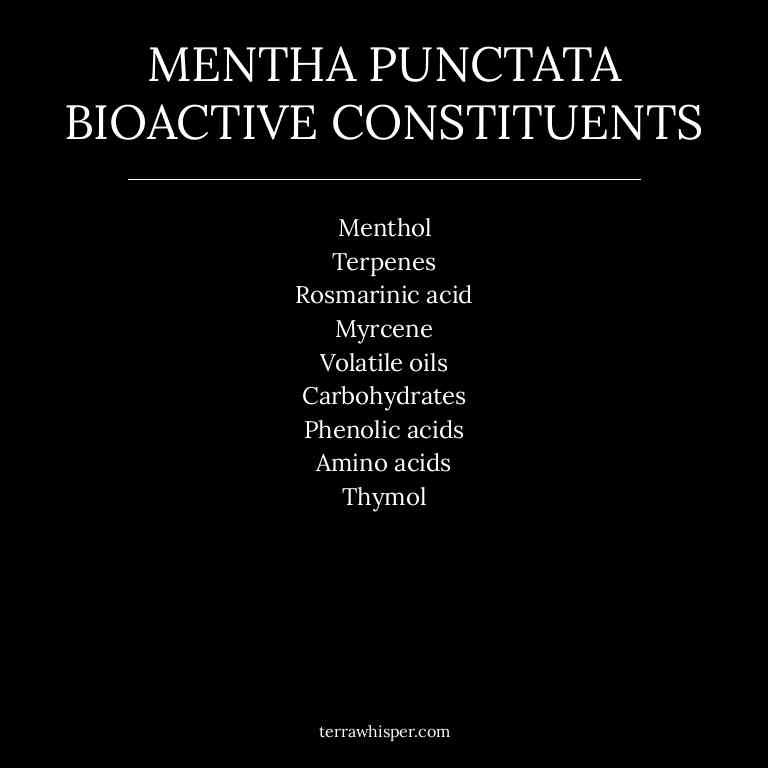 MENTHA PUNCTATA
BIOACTIVE CONSTITUENTS
Menthol
Terpenes
Rosmarinic acid
Myrcene
Volatile oils
Carbohydrates
Phenolic acids
Amino acids
Thymol
terrawhisper.com